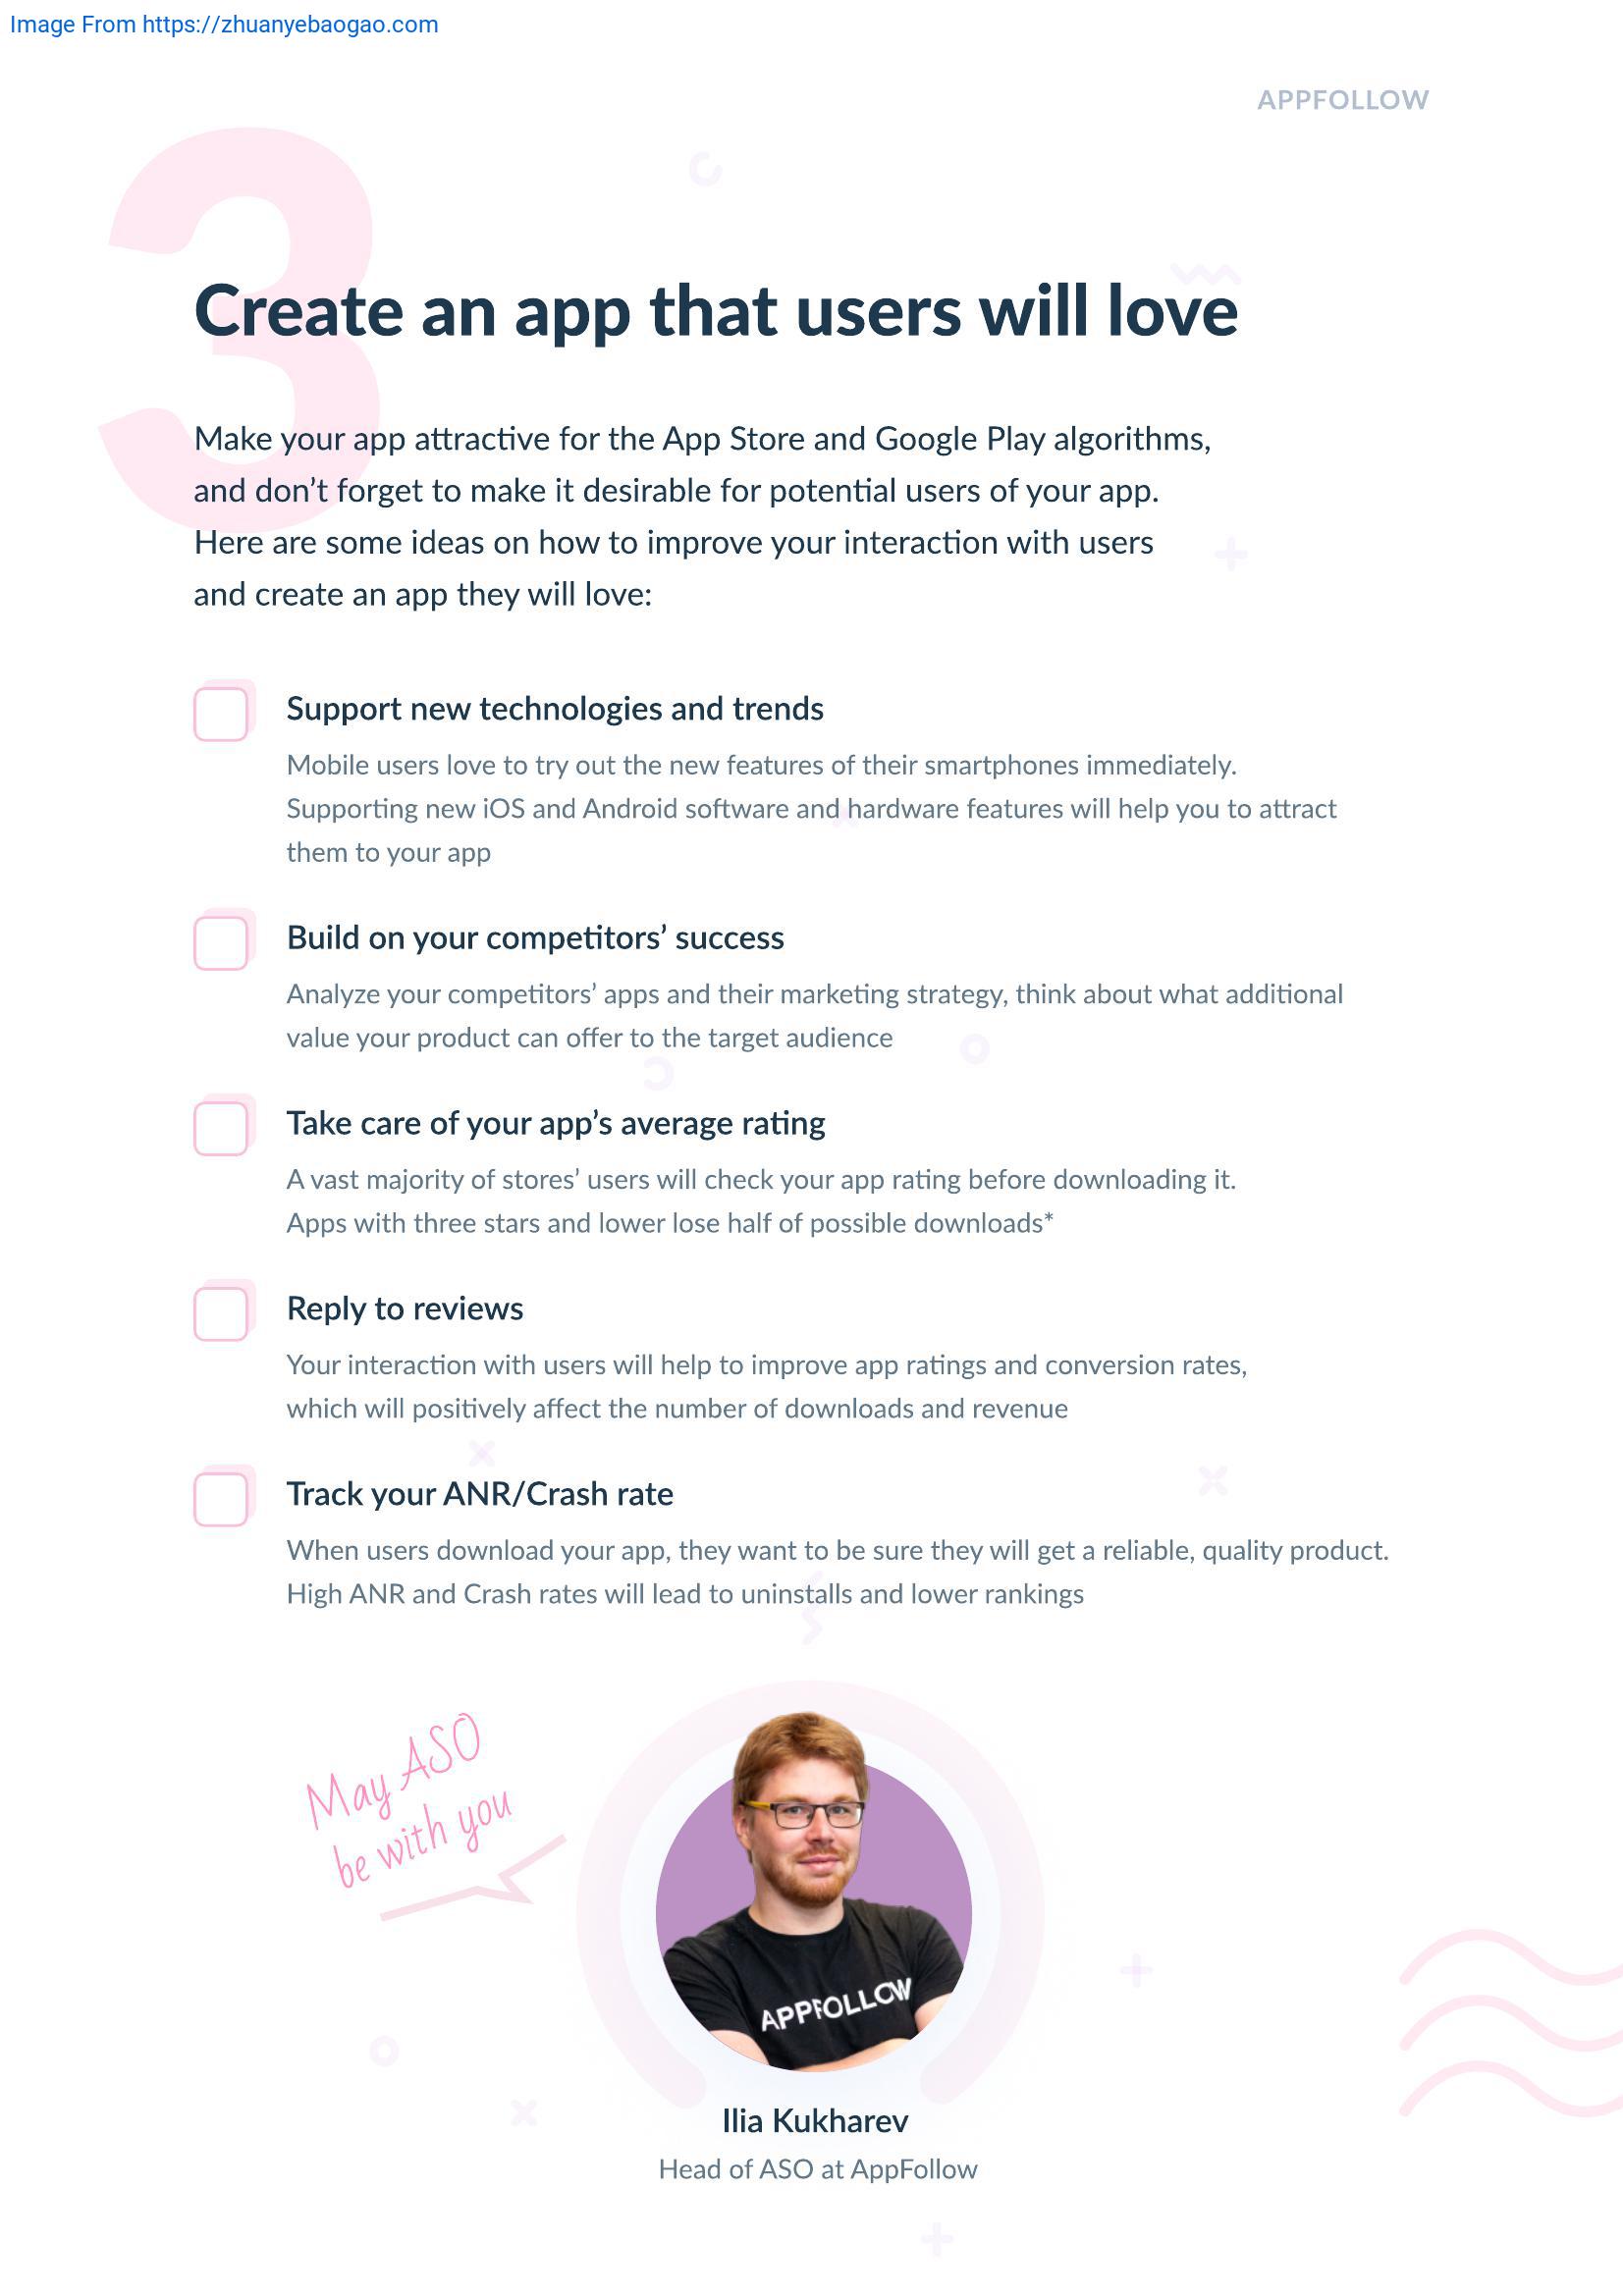 Image From https://zhuanyebaogao.com
APPFOLLOW
3
Create an app that users will love
Make your app attractive for the App Store and Google Play algorithms,
and don’t forget to make it desirable for potential users of your app.
Here are some ideas on how to improve your interaction with users
and create an app they will love:
Support new technologies and trends
Mobile users love to try out the new features of their smartphones immediately.
Supporting new iOS and Android software and hardware features will help you to attract
them to your app
Build on your competitors’ success
Analyze your competitors’ apps and their marketing strategy, think about what additional
value your product can offer to the target audience
Take care of your app’s average rating
A vast majority of stores’ users will check your app rating before downloading it.
Apps with three stars and lower lose half of possible downloads*
Reply to reviews
Your interaction with users will help to improve app ratings and conversion rates,
which will positively affect the number of downloads and revenue
Track your ANR/Crash rate
When users download your app, they want to be sure they will get a reliable, quality product.
High ANR and Crash rates will lead to uninstalls and lower rankings
May ASO
be with you
APPFOLLOW
Ilia Kukharev
Head of ASO at AppFollow